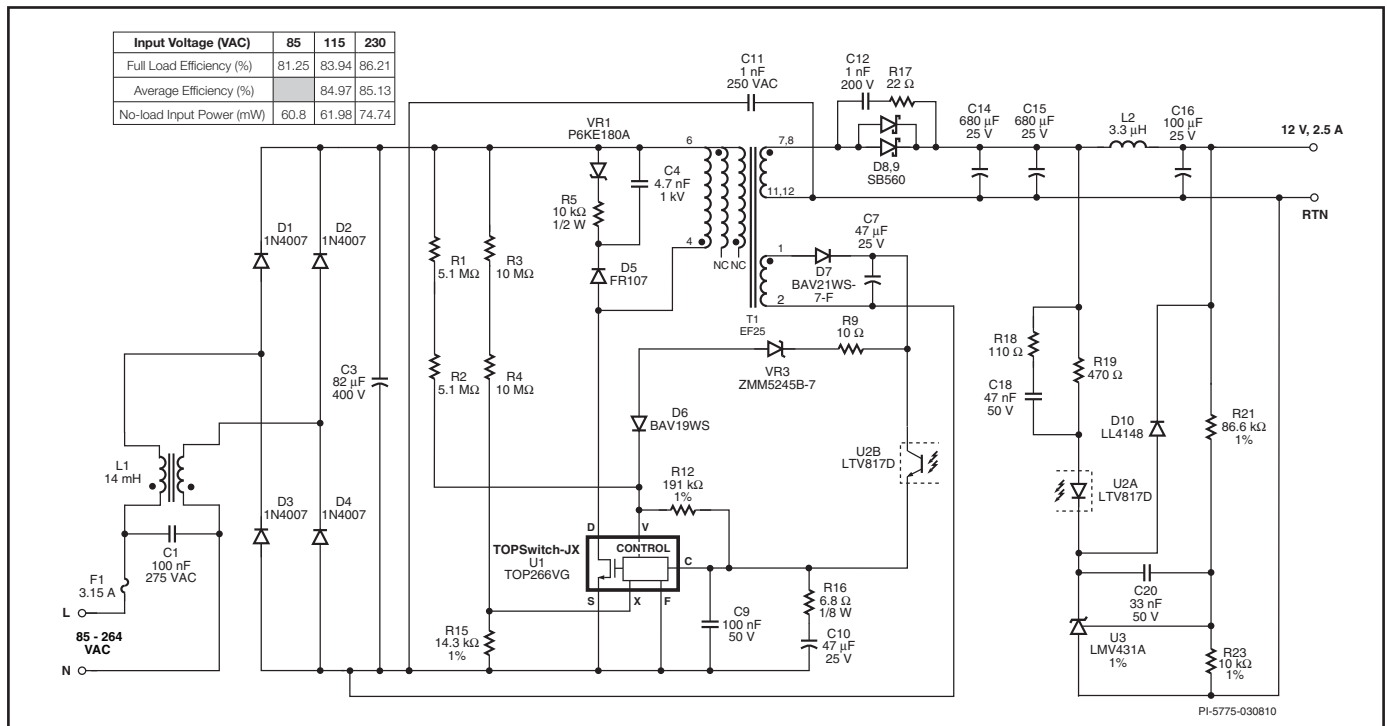 Input Voltage (VAC) 85 115 230
Full Load Efficiency (%) 81.25 83.94 86.21
Average Efficiency (%) 84.97 85.13
No-load Input Power (mW) 60.8 61.98 74.74
C11
1 nF
250 VAC
C12
1 nF
200 V
R17
22 Ω
C14
680 µF
25 V
C15
680 µF
25 V
L2
3.3 µH
C16
100 µF
25 V
12 V, 2.5 A
RTN
VR1
P6KE180A
C4
4.7 nF
1 kV
R5
10 kΩ
1/2 W
D5
FR107
6
4
NC NC
7,8
11,12
D8,9
SB560
1
2
T1
EF25
D7
BAV21WS-
7-F
C7
47 µF
25 V
D1
1N4007
D2
1N4007
R1
5.1 MΩ
R3
10 MΩ
R2
5.1 MΩ
R4
10 MΩ
C3
82 µF
400 V
VR3
ZMM5245B-7
R9
10 Ω
D6
BAV19WS
R18
110 Ω
C18
47 nF
50 V
R19
470 Ω
D10
LL4148
R21
86.6 kΩ
1%
U2B
LTV817D
U2A
LTV817D
L1
14 mH
D3
1N4007
D4
1N4007
C1
100 nF
275 VAC
F1
3.15 A
L
85 - 264
VAC
N
R12
191 kΩ
1%
D V
CONTROL
C
S X F
TOPSwitch-JX
U1
TOP266VG
R15
14.3 kΩ
1%
C9
100 nF
50 V
R16
6.8 Ω
1/8 W
C10
47 µF
25 V
C20
33 nF
50 V
U3
LMV431A
1%
R23
10 kΩ
1%
PI-5775-030810